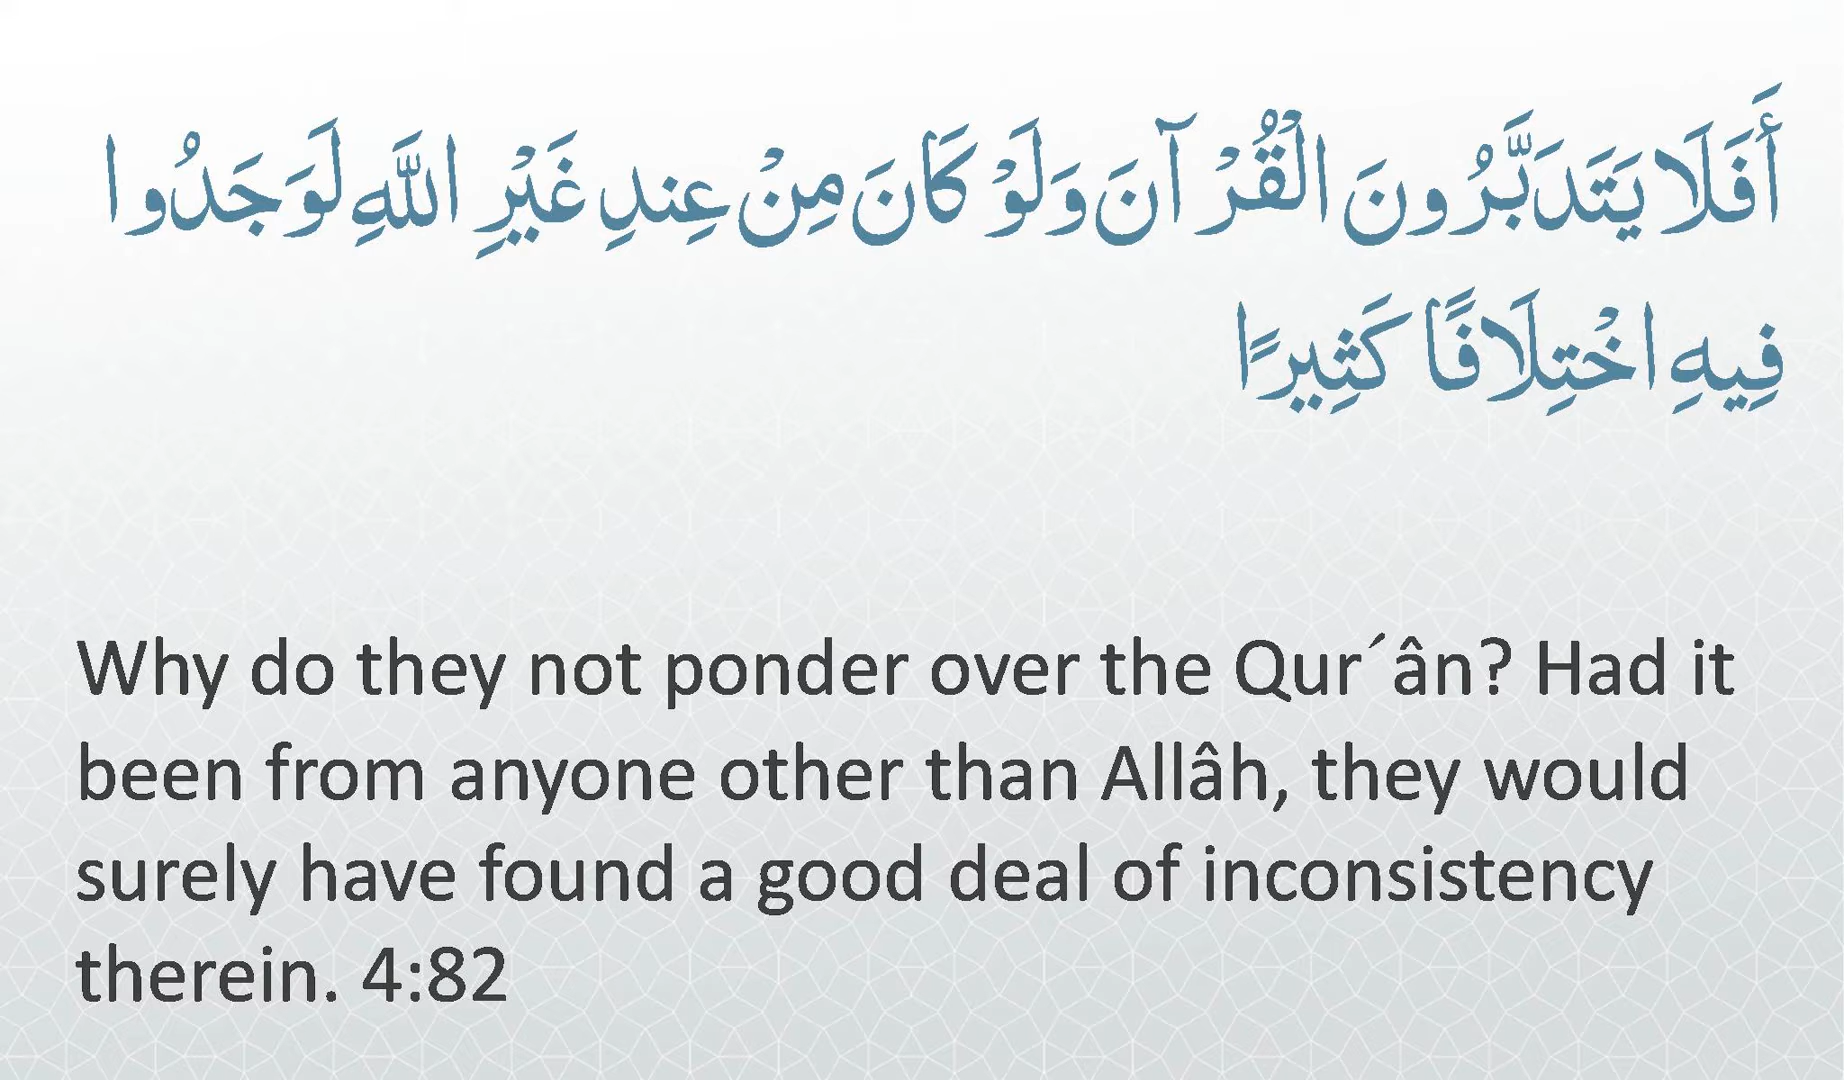 أَفَلَا يَتَدَبَّرُونَ الْقُرْآنَ وَلَوْ كَانَ مِنْ عِندِ غَيْرِ اللَّهِ لَوَجَدُوا
فِيهِ اخْتِلَافًا كَثِيرًا
Why do they not ponder over the Qur´ân? Had it
been from anyone other than Allâh, they would
surely have found a good deal of inconsistency
therein. 4:82